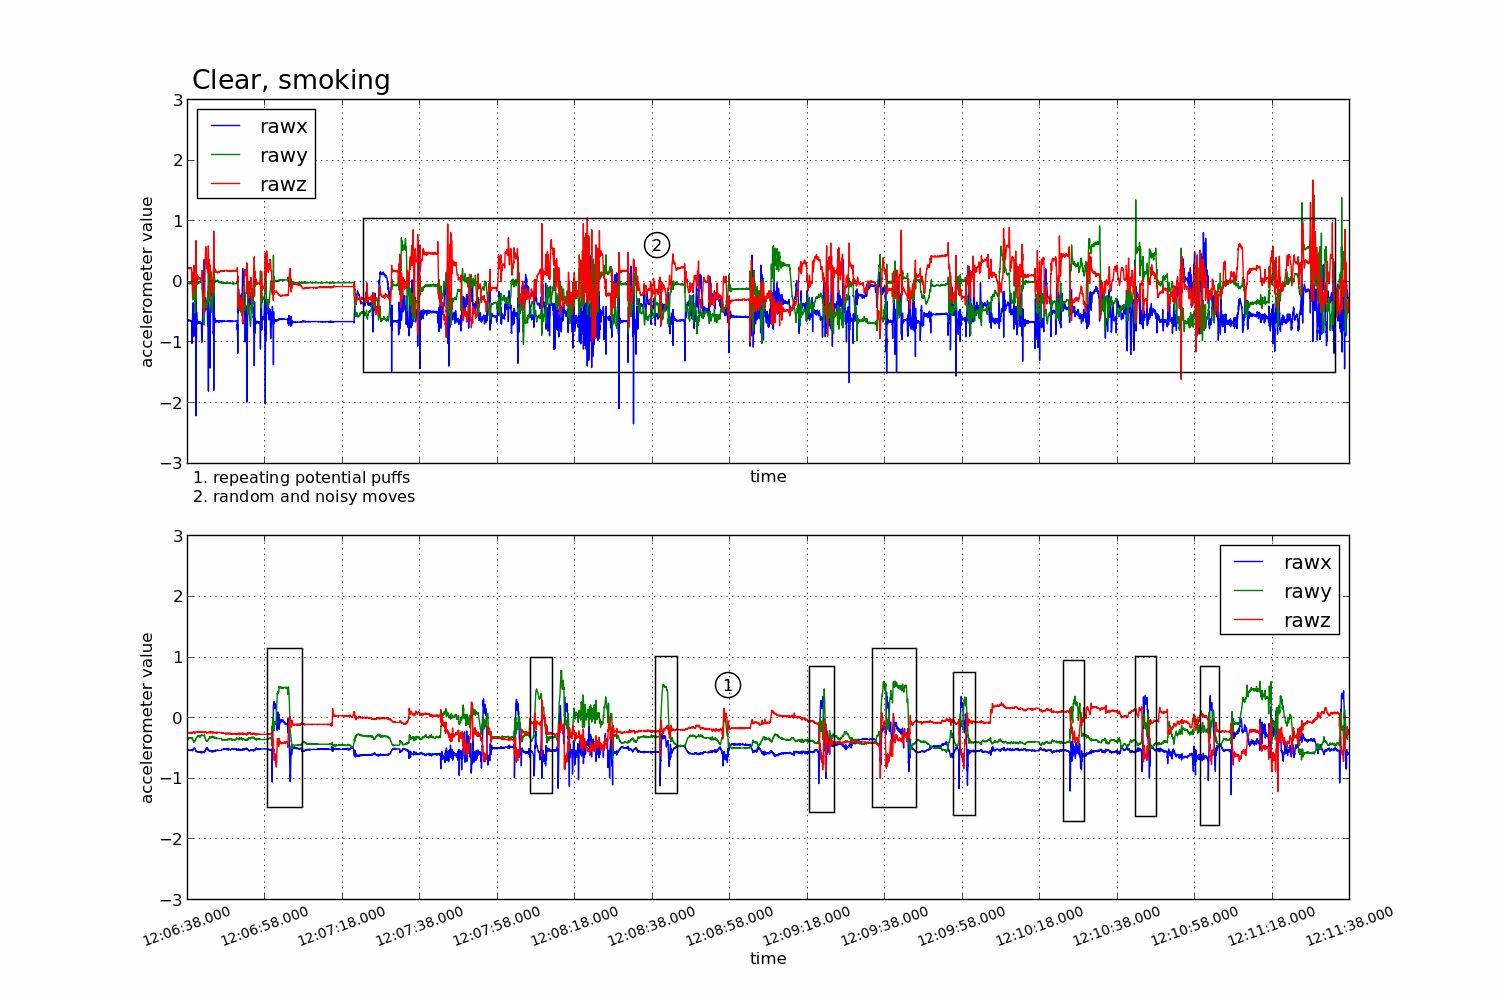 Clear, smoking
3
2
1
0
−1
−2
−3
accelerometer value
rawx
rawy
rawz
2
time
1. repeating potential puffs
2. random and noisy moves
3
2
1
0
−1
−2
−3
accelerometer value
rawx
rawy
rawz
1
12:06:38.000 12:06:58.000 12:07:18.000 12:07:38.000 12:07:58.000 12:08:18.000 12:08:38.000 12:08:58.000 12:09:18.000 12:09:38.000 12:09:58.000 12:10:18.000 12:10:38.000 12:10:58.000 12:11:18.000 12:11:38.000
time